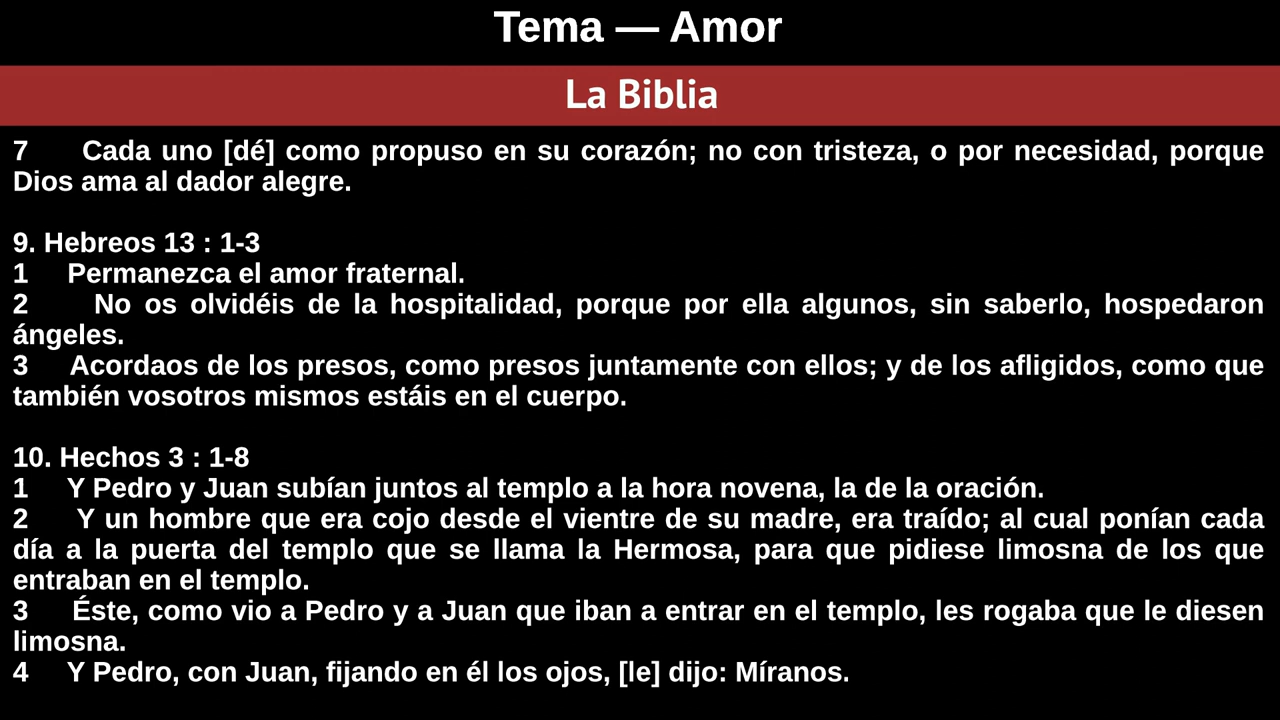 Tema — Amor
La Biblia
7 Cada uno [dé] como propuso en su corazón; no con tristeza, o por necesidad, porque
Dios ama al dador alegre.
9. Hebreos 13 : 1-3
1 Permanezca el amor fraternal.
2 No os olvidéis de la hospitalidad, porque por ella algunos, sin saberlo, hospedaron
ángeles.
3 Acordaos de los presos, como presos juntamente con ellos; y de los afligidos, como que
también vosotros mismos estáis en el cuerpo.
10. Hechos 3 : 1-8
1 Y Pedro y Juan subían juntos al templo a la hora novena, la de la oración.
2 Y un hombre que era cojo desde el vientre de su madre, era traído; al cual ponían cada
día a la puerta del templo que se llama la Hermosa, para que pidiese limosna de los que
entraban en el templo.
3 Éste, como vio a Pedro y a Juan que iban a entrar en el templo, les rogaba que le diesen
limosna.
4 Y Pedro, con Juan, fijando en él los ojos, [le] dijo: Míranos.